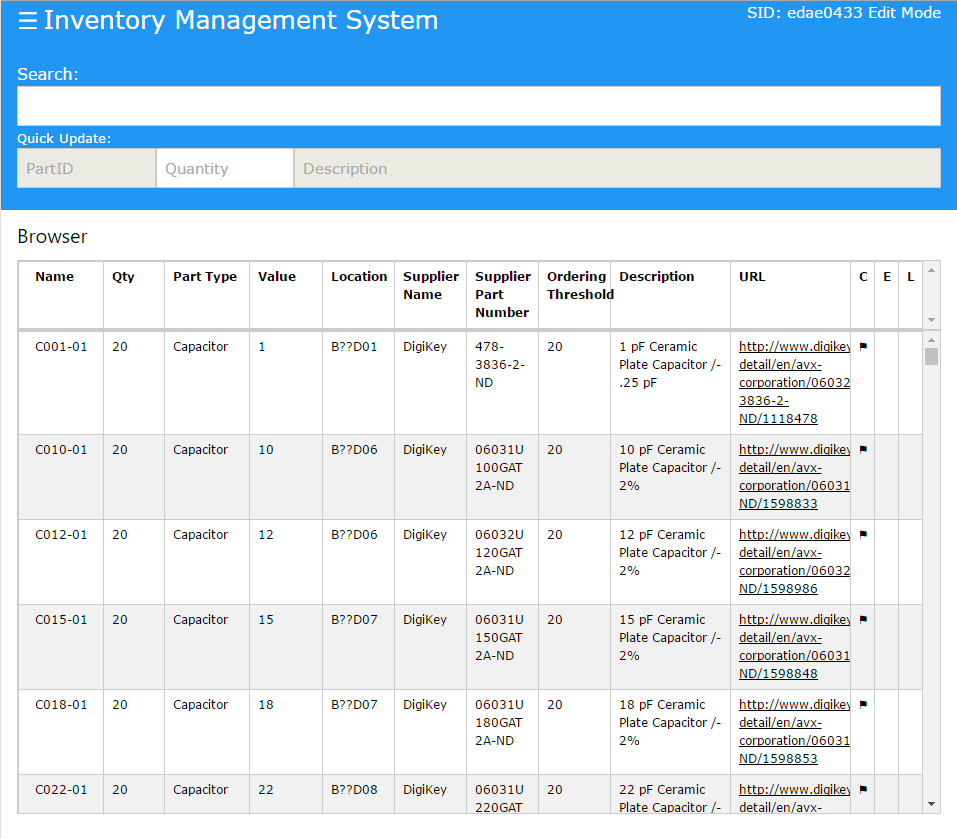 ☰ Inventory Management System
SID: edae0433 Edit Mode
Search:
Quick Update:
PartID Quantity Description
Browser
Name Qty Part Type Value Location Supplier Name Supplier Part Number Ordering Threshold Description URL C E L
C001-01 20 Capacitor 1 B??D01 DigiKey 478-3836-2-ND 20 1 pF Ceramic Plate Capacitor /- .25 pF http://www.digikey detail/en/avx-corporation/06032 3836-2-ND/1118478
C010-01 20 Capacitor 10 B??D06 DigiKey 06031U100GAT2A-ND 20 10 pF Ceramic Plate Capacitor /- 2% http://www.digikey detail/en/avx-corporation/06031 ND/1598833
C012-01 20 Capacitor 12 B??D06 DigiKey 06032U120GAT2A-ND 20 12 pF Ceramic Plate Capacitor /- 2% http://www.digikey detail/en/avx-corporation/06032 ND/1598986
C015-01 20 Capacitor 15 B??D07 DigiKey 06031U150GAT2A-ND 20 15 pF Ceramic Plate Capacitor /- 2% http://www.digikey detail/en/avx-corporation/06031 ND/1598848
C018-01 20 Capacitor 18 B??D07 DigiKey 06031U180GAT2A-ND 20 18 pF Ceramic Plate Capacitor /- 2% http://www.digikey detail/en/avx-corporation/06031 ND/1598853
C022-01 20 Capacitor 22 B??D08 DigiKey 06031U220GAT 20 22 pF Ceramic Plate Capacitor /- http://www.digikey detail/en/avx-